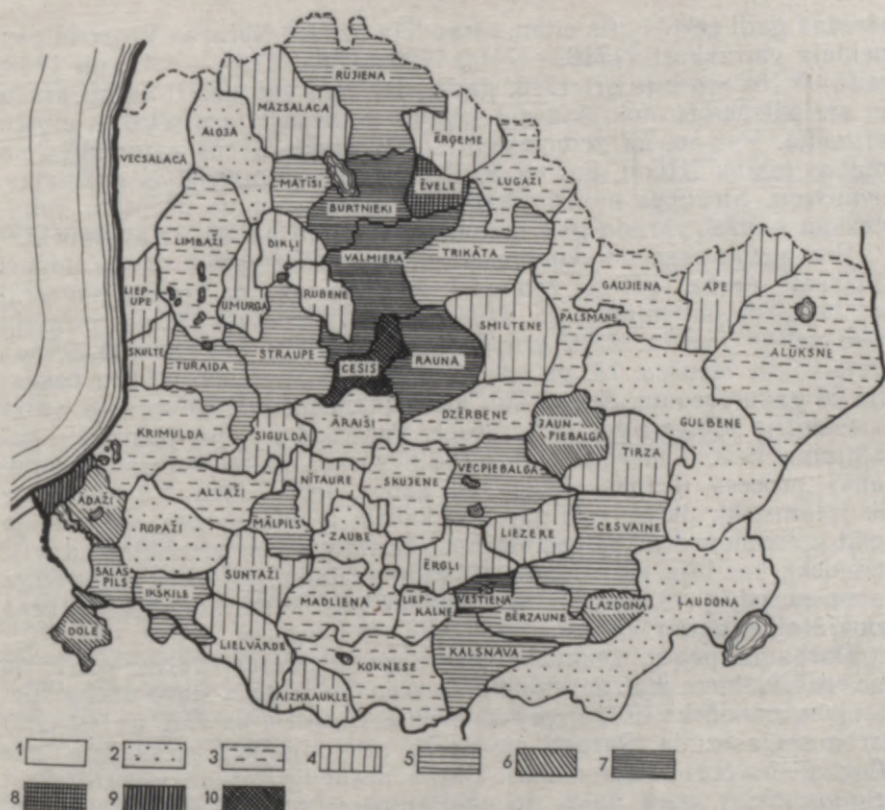 RŪJIENA
MAZSALACA
ALOJA
ĒRGEME
VECSALACA
MATĪŠI
ĒVELE
LUGAŽI
BURTNIEKI
LIMBAŽI
DIKĻI
VALMIERA
TRIKĀTA
GAUJIENA
APE
LIEP-
UPE
UMURGA
RUBENE
PALSMANE
SMILTENE
ALŪKSNE
SKULTE
STRAUPE
CĒSIS
RAUNA
TURAIDA
DZĒRBENE
GULBENE
KRIMULDA
SIGULDA
ĀRAIŠI
JAUN-
PIEBALGA
TIRZA
VECPIEBALGA
ALLAŽI
NĪTAURE
SKUJENE
ĀDAŽI
ROPAŽI
MĀLPILS
ZAUBE
LIEZERE
CESVAINE
ĒRGĻI
SALAS-
PILS
IKŠĶILE
SUNTAŽI
MADLIENA
LIEP-
KALNE
VESTIENA
BĒRZAUNE
LAZDONA
ĻAUDONA
DOLE
LIELVĀRDE
KOKNESE
KALSNAVA
AIZKRAUKLE
1 2 3 4 5 6 7
8 9 10